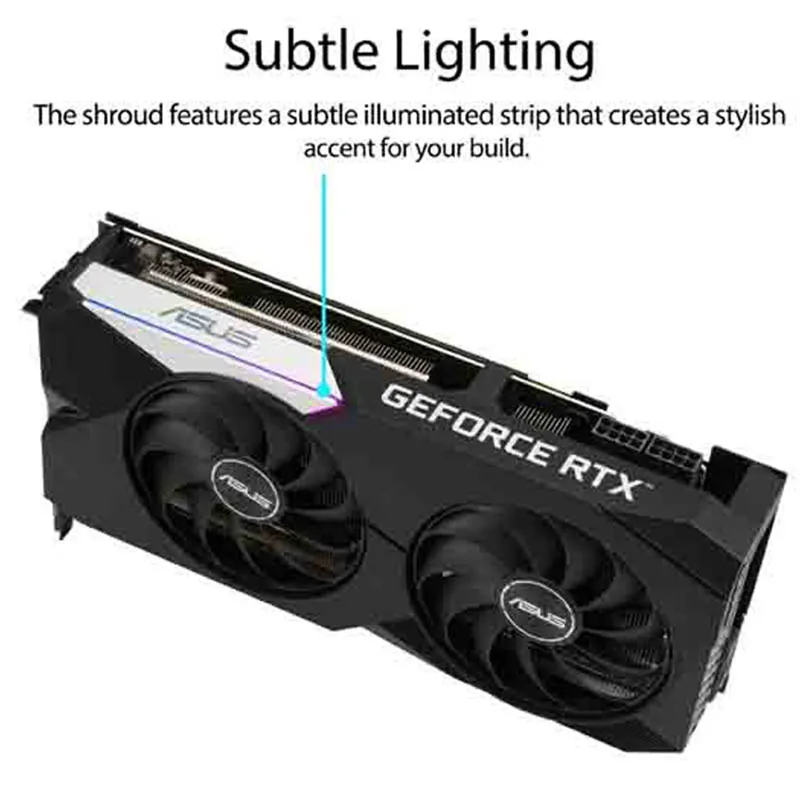 Subtle Lighting
The shroud features a subtle illuminated strip that creates a stylish
accent for your build.
ASUS
GEFORCE RTX™
ASUS
ASUS